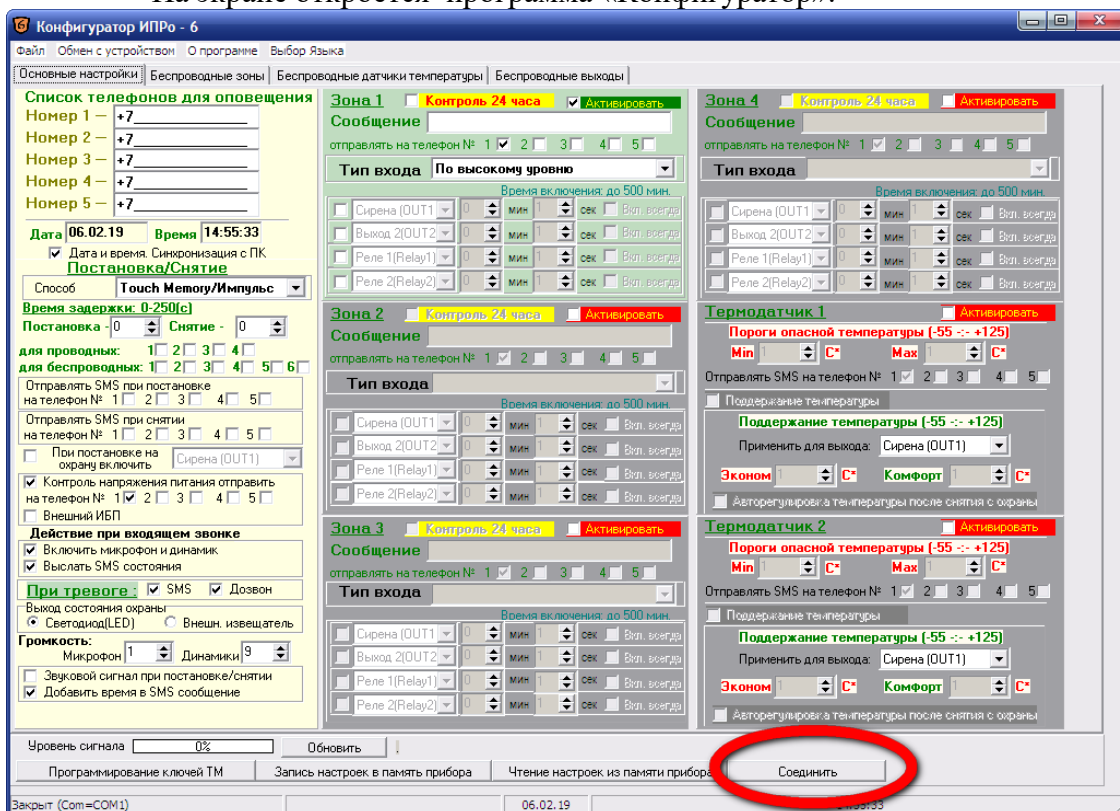 На экране откроется программа «Конфигуратор».
Конфигуратор ИПРо - 6
Файл Обмен с устройством О программе Выбор Языка
Основные настройки Беспроводные зоны Беспроводные датчики температуры Беспроводные выходы
Список телефонов для оповещения
Номер 1 – +7__________
Номер 2 – +7__________
Номер 3 – +7__________
Номер 4 – +7__________
Номер 5 – +7__________
Дата 06.02.19 Время 14:55:33
Дата и время. Синхронизация с ПК
Постановка/Снятие
Способ Touch Memory/Импульс
Время задержки: 0-250(с)
Постановка - 0 Снятие - 0
для проводных: 1 2 3 4
для беспроводных: 1 2 3 4 5 6
Отправлять SMS при постановке
на телефон № 1 2 3 4 5
Отправлять SMS при снятии
на телефон № 1 2 3 4 5
При постановке на
охрану включить Сирена (OUT1)
Контроль напряжения питания отправить
на телефон № 1 2 3 4 5
Внешний ИБП
Действие при входящем звонке
Включить микрофон и динамик
Выслать SMS состояния
При тревоге : SMS Дозвон
Выход состояния охраны
Светодиод(LED) Внешн. извещатель
Громкость:
Микрофон 1 Динамики 9
Звуковой сигнал при постановке/снятии
Добавить время в SMS сообщение
Зона 1 Контроль 24 часа Активировать
Сообщение
отправлять на телефон № 1 2 3 4 5
Тип входа По высокому уровню
Время включения: до 500 мин.
Сирена (OUT1 0 мин 1 сек Вкл. всегда
Выход 2(OUT2 0 мин 1 сек Вкл. всегда
Реле 1(Relay1) 0 мин 1 сек Вкл. всегда
Реле 2(Relay2) 0 мин 1 сек Вкл. всегда
Зона 2 Контроль 24 часа Активировать
Сообщение
отправлять на телефон № 1 2 3 4 5
Тип входа
Время включения: до 500 мин.
Сирена (OUT1 0 мин 1 сек Вкл. всегда
Выход 2(OUT2 0 мин 1 сек Вкл. всегда
Реле 1(Relay1) 0 мин 1 сек Вкл. всегда
Реле 2(Relay2) 0 мин 1 сек Вкл. всегда
Зона 3 Контроль 24 часа Активировать
Сообщение
отправлять на телефон № 1 2 3 4 5
Тип входа
Время включения: до 500 мин.
Сирена (OUT1 0 мин 1 сек Вкл. всегда
Выход 2(OUT2 0 мин 1 сек Вкл. всегда
Реле 1(Relay1) 0 мин 1 сек Вкл. всегда
Реле 2(Relay2) 0 мин 1 сек Вкл. всегда
Зона 4 Контроль 24 часа Активировать
Сообщение
отправлять на телефон № 1 2 3 4 5
Тип входа
Время включения: до 500 мин.
Сирена (OUT1 0 мин 1 сек Вкл. всегда
Выход 2(OUT2 0 мин 1 сек Вкл. всегда
Реле 1(Relay1) 0 мин 1 сек Вкл. всегда
Реле 2(Relay2) 0 мин 1 сек Вкл. всегда
Термодатчик 1 Активировать
Пороги опасной температуры (-55 -:- +125)
Min 1 С* Max 1 С*
Отправлять SMS на телефон № 1 2 3 4 5
Поддержание температуры
Поддержание температуры (-55 -:- +125)
Применить для выхода: Сирена (OUT1)
Эконом 1 С* Комфорт 1 С*
Авторегулировка температуры после снятия с охраны
Термодатчик 2 Активировать
Пороги опасной температуры (-55 -:- +125)
Min 1 С* Max 1 С*
Отправлять SMS на телефон № 1 2 3 4 5
Поддержание температуры
Поддержание температуры (-55 -:- +125)
Применить для выхода: Сирена (OUT1)
Эконом 1 С* Комфорт 1 С*
Авторегулировка температуры после снятия с охраны
Уровень сигнала 0% Обновить
Программирование ключей ТМ Запись настроек в память прибора Чтение настроек из памяти прибора Соединить
Закрыт (Com=COM1) 06.02.19 14:55:33